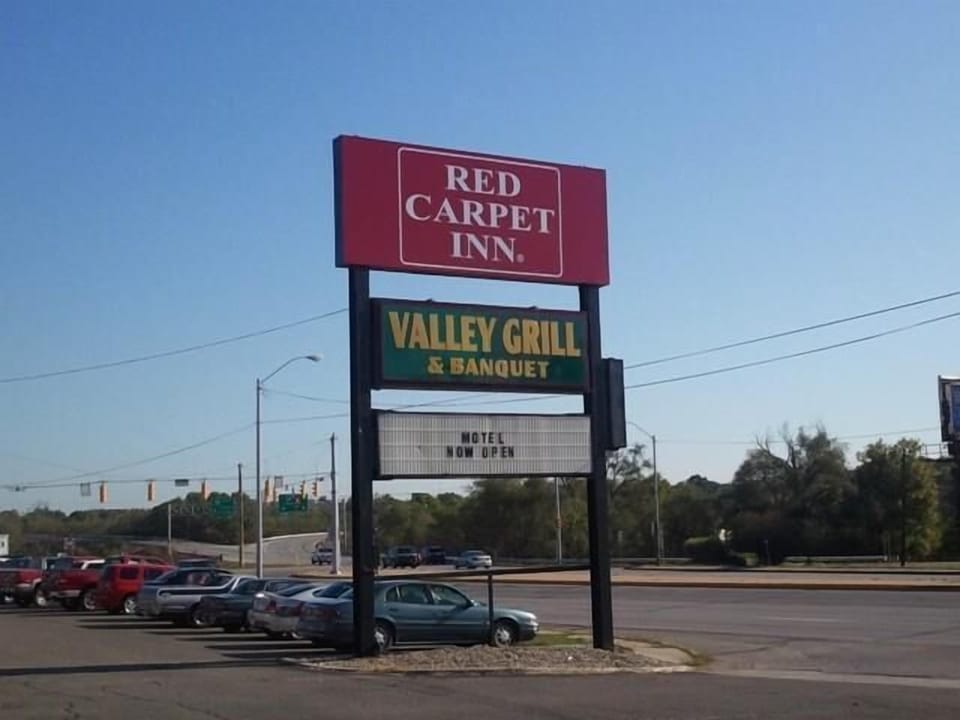 RED
CARPET
INN®
VALLEY GRILL
& BANQUET
MOTEL
NOW OPEN